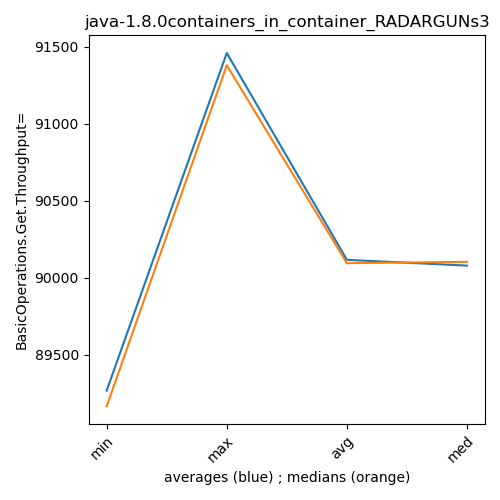 java-1.8.0containers_in_container_RADARGUNs3
BasicOperations.Get.Throughput=
91500
91000
90500
90000
89500
min
max
avg
med
averages (blue) ; medians (orange)